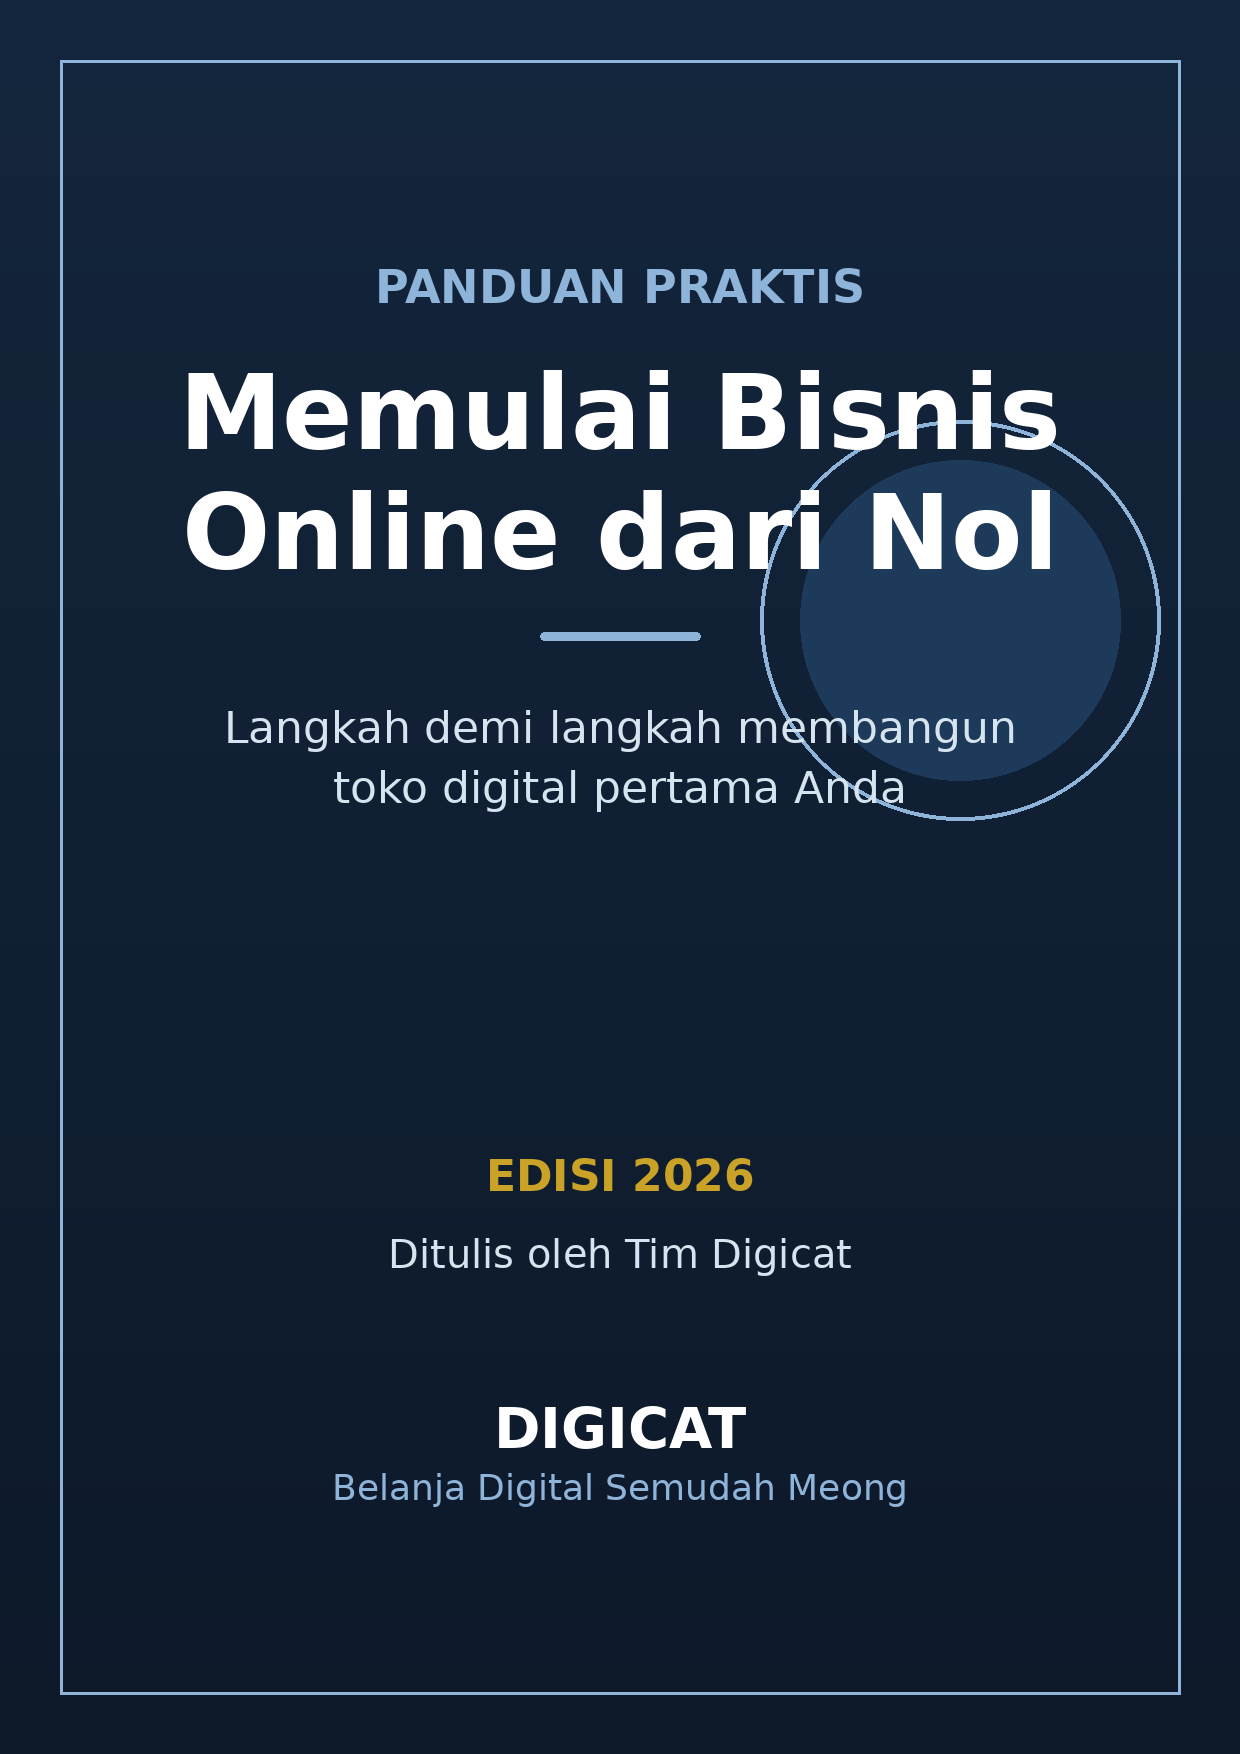 PANDUAN PRAKTIS
Memulai Bisnis
Online dari Nol
Langkah demi langkah membangun
toko digital pertama Anda
EDISI 2026
Ditulis oleh Tim Digicat
DIGICAT
Belanja Digital Semudah Meong